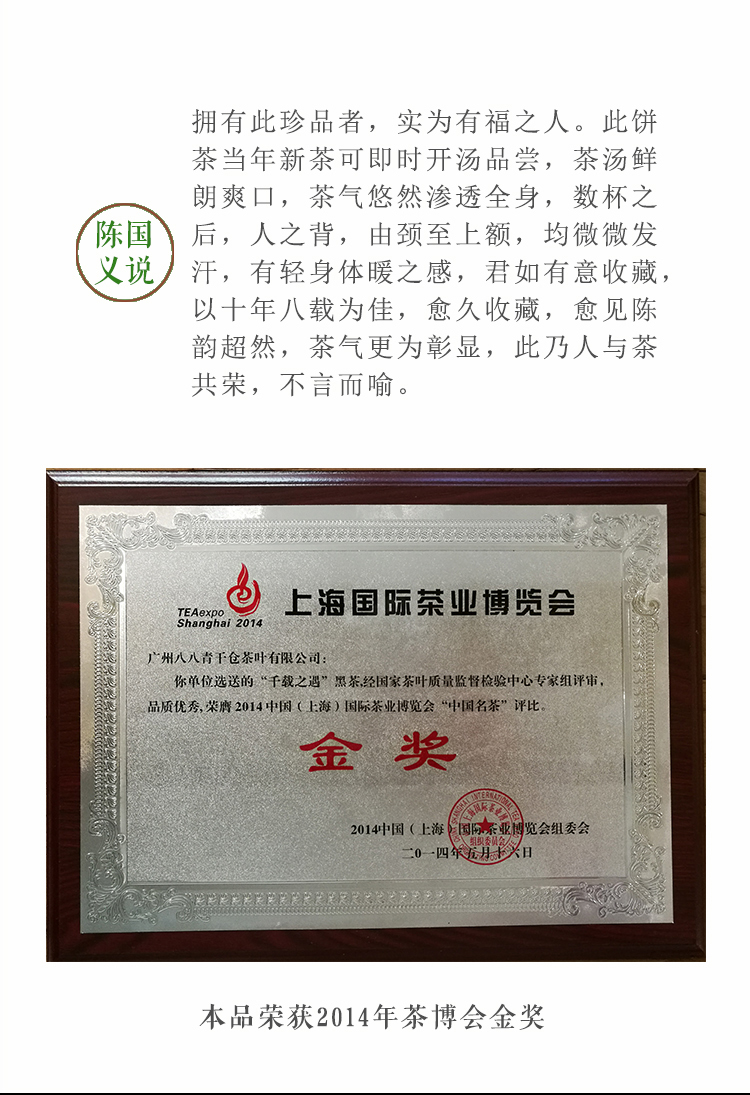 拥有此珍品者，实为有福之人。此饼
茶当年新茶可即时开汤品尝，茶汤鲜
朗爽口，茶气悠然渗透全身，数杯之
后，人之背，由颈至上额，均微微发
汗，有轻身体暖之感，君如有意收藏，
以十年八载为佳，愈久收藏，愈见陈
韵超然，茶气更为彰显，此乃人与茶
共荣，不言而喻。
陈国
义说
TEAexpo
Shanghai 2014
上海国际茶业博览会
广州八八青干仓茶叶有限公司：
你单位选送的“千载之遇”黑茶,经国家茶叶质量监督检验中心专家组评审,
品质优秀,荣膺2014中国（上海）国际茶业博览会“中国名茶”评比。
金奖
2014中国（上海）国际茶业博览会组委会
二0一四年五月十六日
组织委员会
本品荣获2014年茶博会金奖